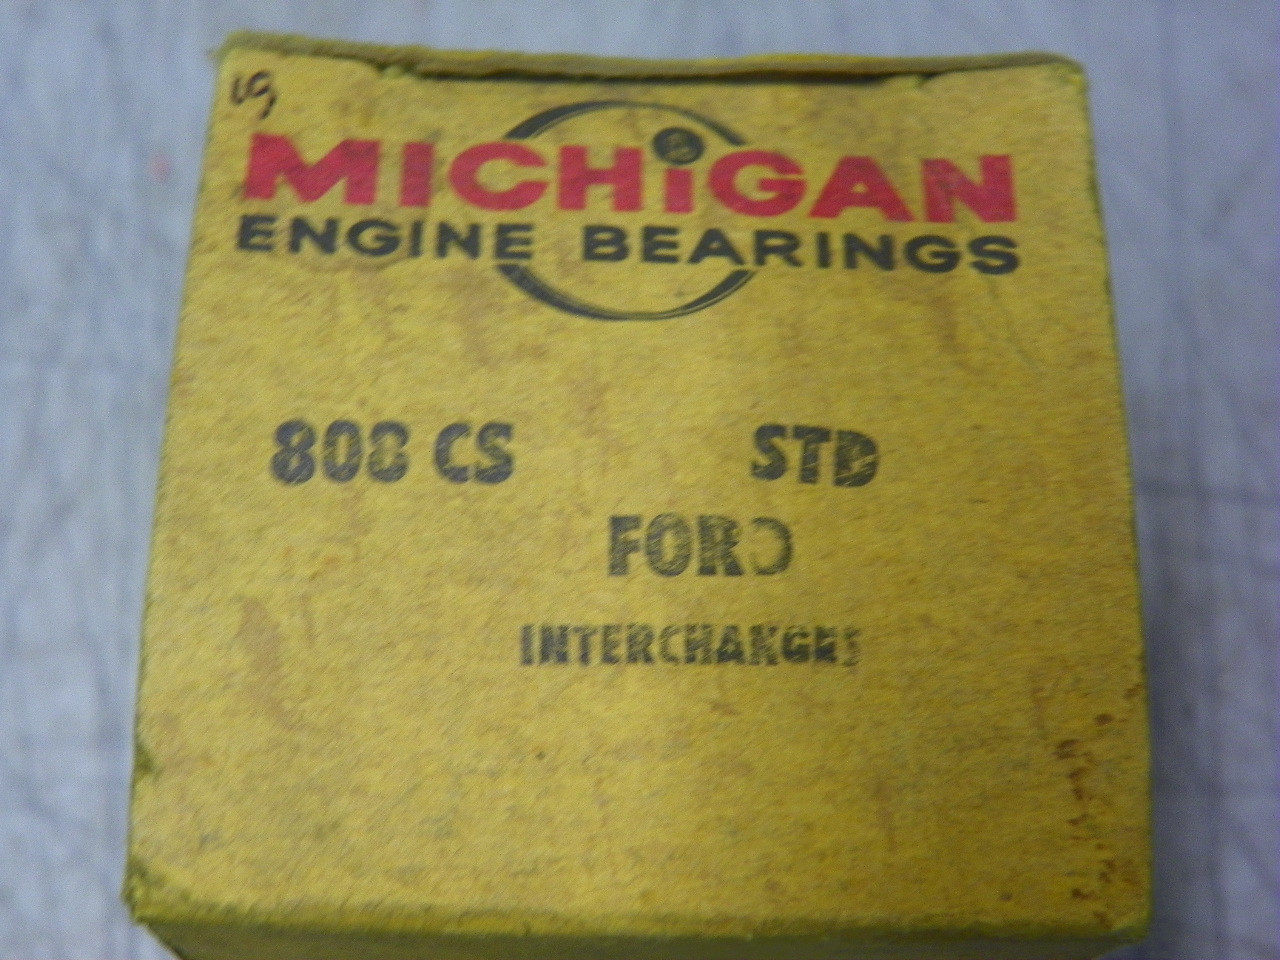 MICHiGAN
ENGINE BEARINGS
808 CS STD
FORD
INTERCHANGES